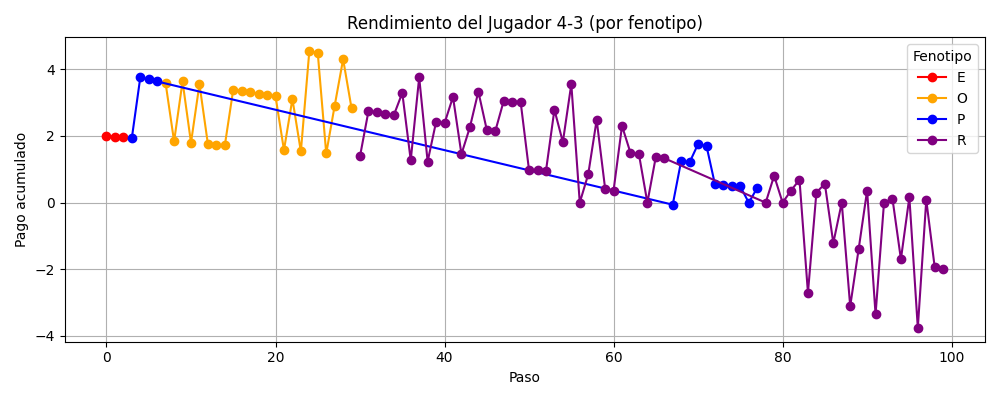 Rendimiento del Jugador 4-3 (por fenotipo)
Pago acumulado
4
2
0
−2
−4
Fenotipo
E
O
P
R
0 20 40 60 80 100
Paso